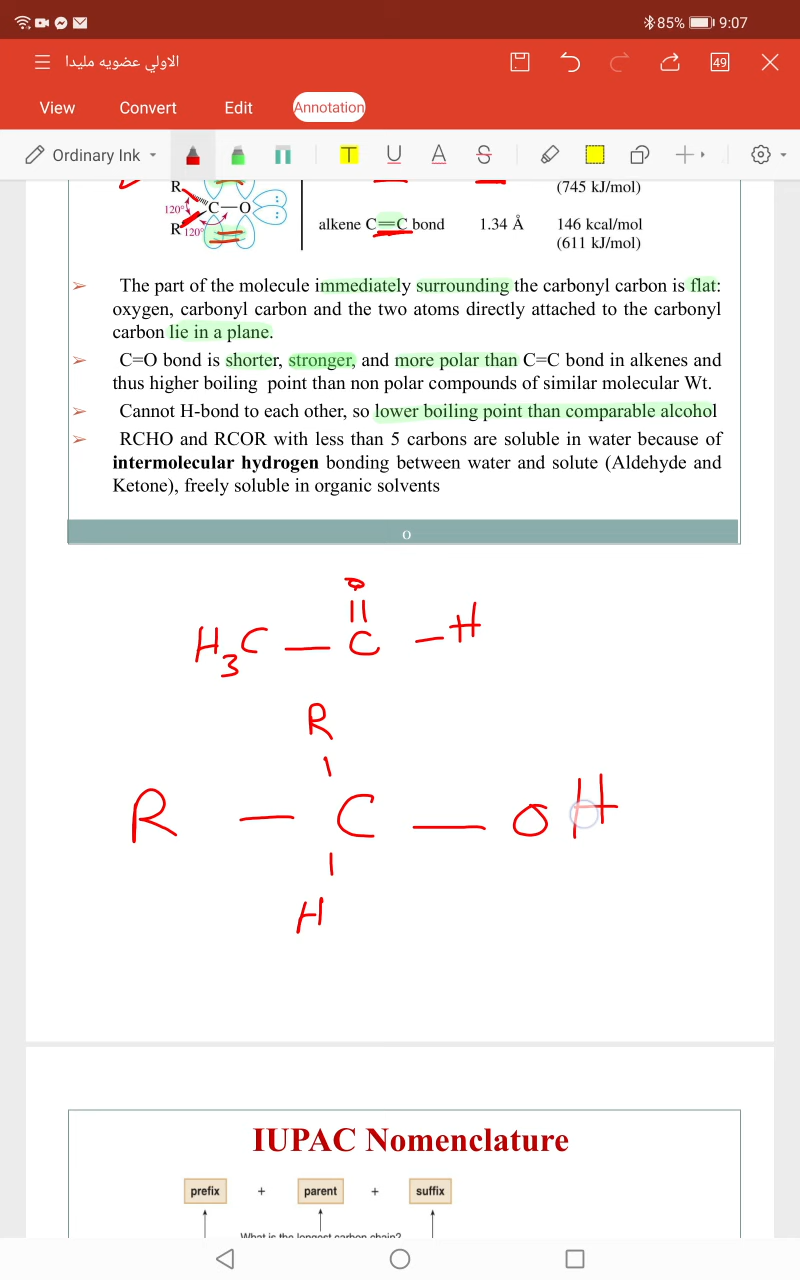 85% 9:07
الاولي عضويه مليدا
49
View Convert Edit Annotation
Ordinary Ink T U A S
R
120°
C—O
R 120°
(745 kJ/mol)
alkene C=C bond 1.34 Å 146 kcal/mol
(611 kJ/mol)
➢ The part of the molecule immediately surrounding the carbonyl carbon is flat:
oxygen, carbonyl carbon and the two atoms directly attached to the carbonyl
carbon lie in a plane.
➢ C=O bond is shorter, stronger, and more polar than C=C bond in alkenes and
thus higher boiling point than non polar compounds of similar molecular Wt.
➢ Cannot H-bond to each other, so lower boiling point than comparable alcohol
➢ RCHO and RCOR with less than 5 carbons are soluble in water because of
intermolecular hydrogen bonding between water and solute (Aldehyde and
Ketone), freely soluble in organic solvents
O
O
H3C — C — H
R
R — C — OH
H
IUPAC Nomenclature
prefix + parent + suffix
What is the longest carbon chain?